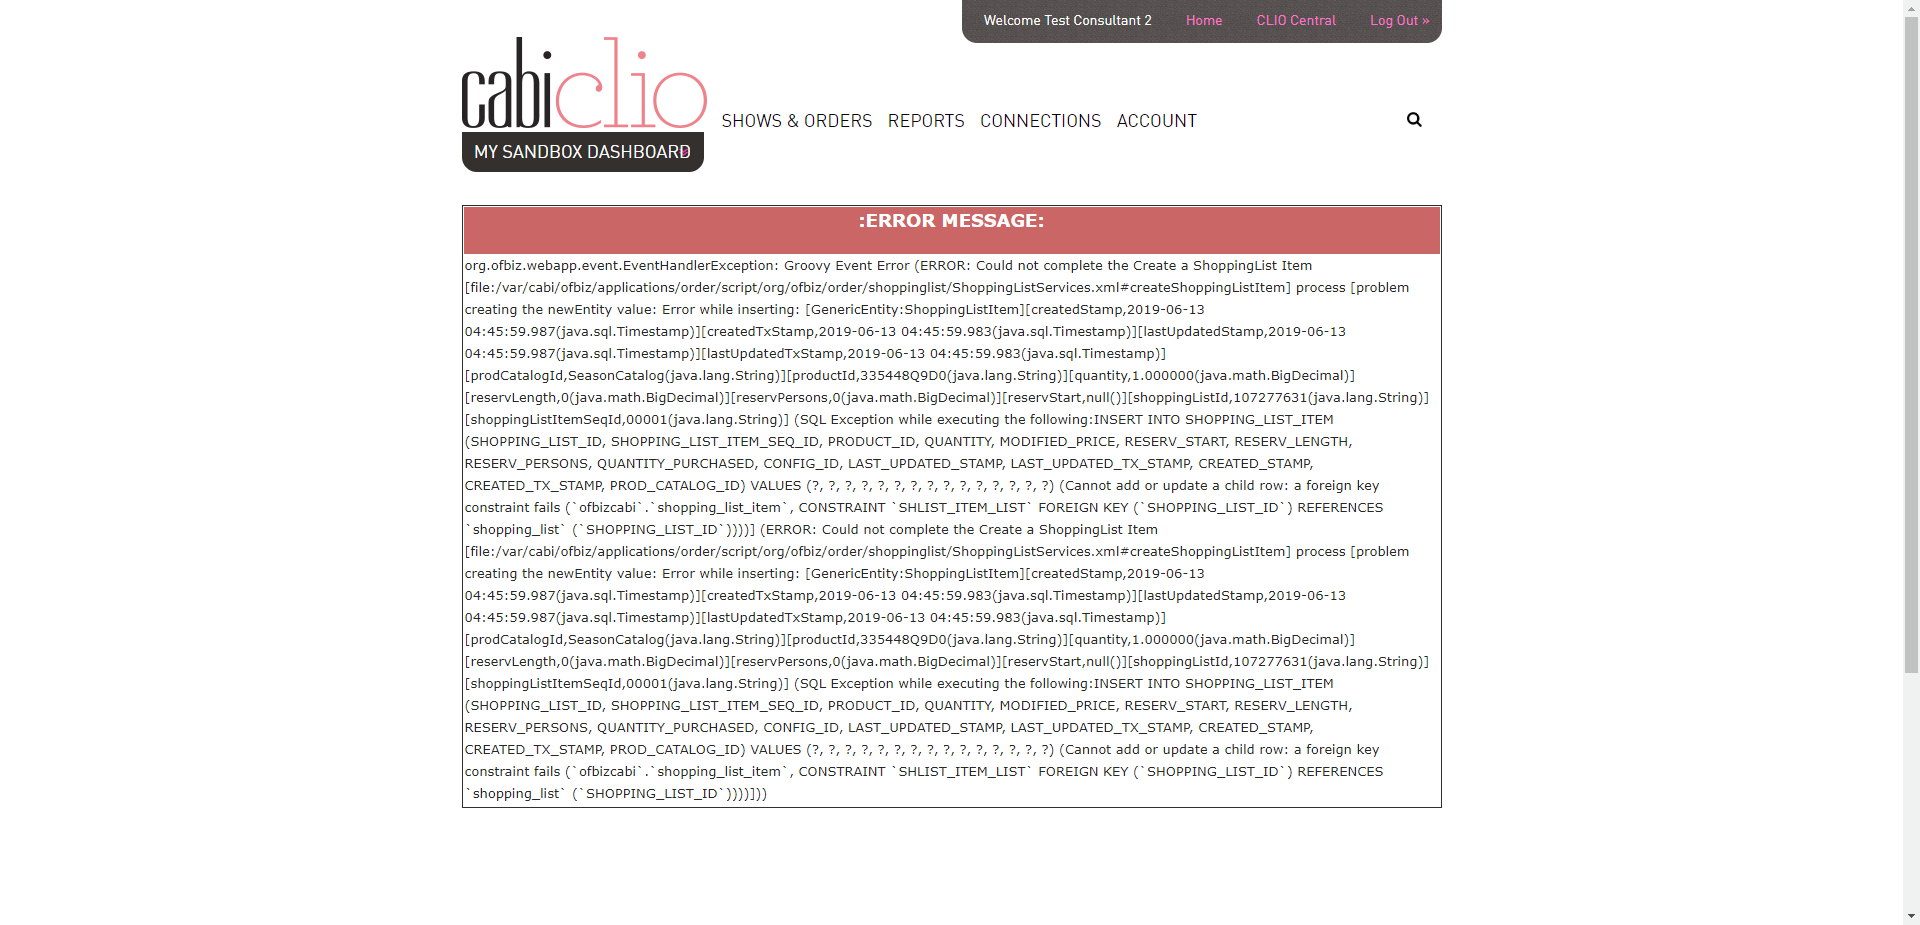 Welcome Test Consultant 2 Home CLIO Central Log Out »
cabiclio
SHOWS & ORDERS REPORTS CONNECTIONS ACCOUNT
MY SANDBOX DASHBOARD
:ERROR MESSAGE:
org.ofbiz.webapp.event.EventHandlerException: Groovy Event Error (ERROR: Could not complete the Create a ShoppingList Item
[file:/var/cabi/ofbiz/applications/order/script/org/ofbiz/order/shoppinglist/ShoppingListServices.xml#createShoppingListItem] process [problem
creating the newEntity value: Error while inserting: [GenericEntity:ShoppingListItem][createdStamp,2019-06-13
04:45:59.987(java.sql.Timestamp)][createdTxStamp,2019-06-13 04:45:59.983(java.sql.Timestamp)][lastUpdatedStamp,2019-06-13
04:45:59.987(java.sql.Timestamp)][lastUpdatedTxStamp,2019-06-13 04:45:59.983(java.sql.Timestamp)]
[prodCatalogId,SeasonCatalog(java.lang.String)][productId,335448Q9D0(java.lang.String)][quantity,1.000000(java.math.BigDecimal)]
[reservLength,0(java.math.BigDecimal)][reservPersons,0(java.math.BigDecimal)][reservStart,null()][shoppingListId,107277631(java.lang.String)]
[shoppingListItemSeqId,00001(java.lang.String)] (SQL Exception while executing the following:INSERT INTO SHOPPING_LIST_ITEM
(SHOPPING_LIST_ID, SHOPPING_LIST_ITEM_SEQ_ID, PRODUCT_ID, QUANTITY, MODIFIED_PRICE, RESERV_START, RESERV_LENGTH,
RESERV_PERSONS, QUANTITY_PURCHASED, CONFIG_ID, LAST_UPDATED_STAMP, LAST_UPDATED_TX_STAMP, CREATED_STAMP,
CREATED_TX_STAMP, PROD_CATALOG_ID) VALUES (?, ?, ?, ?, ?, ?, ?, ?, ?, ?, ?, ?, ?, ?, ?) (Cannot add or update a child row: a foreign key
constraint fails (`ofbizcabi`.`shopping_list_item`, CONSTRAINT `SHLIST_ITEM_LIST` FOREIGN KEY (`SHOPPING_LIST_ID`) REFERENCES
`shopping_list` (`SHOPPING_LIST_ID`))))] (ERROR: Could not complete the Create a ShoppingList Item
[file:/var/cabi/ofbiz/applications/order/script/org/ofbiz/order/shoppinglist/ShoppingListServices.xml#createShoppingListItem] process [problem
creating the newEntity value: Error while inserting: [GenericEntity:ShoppingListItem][createdStamp,2019-06-13
04:45:59.987(java.sql.Timestamp)][createdTxStamp,2019-06-13 04:45:59.983(java.sql.Timestamp)][lastUpdatedStamp,2019-06-13
04:45:59.987(java.sql.Timestamp)][lastUpdatedTxStamp,2019-06-13 04:45:59.983(java.sql.Timestamp)]
[prodCatalogId,SeasonCatalog(java.lang.String)][productId,335448Q9D0(java.lang.String)][quantity,1.000000(java.math.BigDecimal)]
[reservLength,0(java.math.BigDecimal)][reservPersons,0(java.math.BigDecimal)][reservStart,null()][shoppingListId,107277631(java.lang.String)]
[shoppingListItemSeqId,00001(java.lang.String)] (SQL Exception while executing the following:INSERT INTO SHOPPING_LIST_ITEM
(SHOPPING_LIST_ID, SHOPPING_LIST_ITEM_SEQ_ID, PRODUCT_ID, QUANTITY, MODIFIED_PRICE, RESERV_START, RESERV_LENGTH,
RESERV_PERSONS, QUANTITY_PURCHASED, CONFIG_ID, LAST_UPDATED_STAMP, LAST_UPDATED_TX_STAMP, CREATED_STAMP,
CREATED_TX_STAMP, PROD_CATALOG_ID) VALUES (?, ?, ?, ?, ?, ?, ?, ?, ?, ?, ?, ?, ?, ?, ?) (Cannot add or update a child row: a foreign key
constraint fails (`ofbizcabi`.`shopping_list_item`, CONSTRAINT `SHLIST_ITEM_LIST` FOREIGN KEY (`SHOPPING_LIST_ID`) REFERENCES
`shopping_list` (`SHOPPING_LIST_ID`))))]))